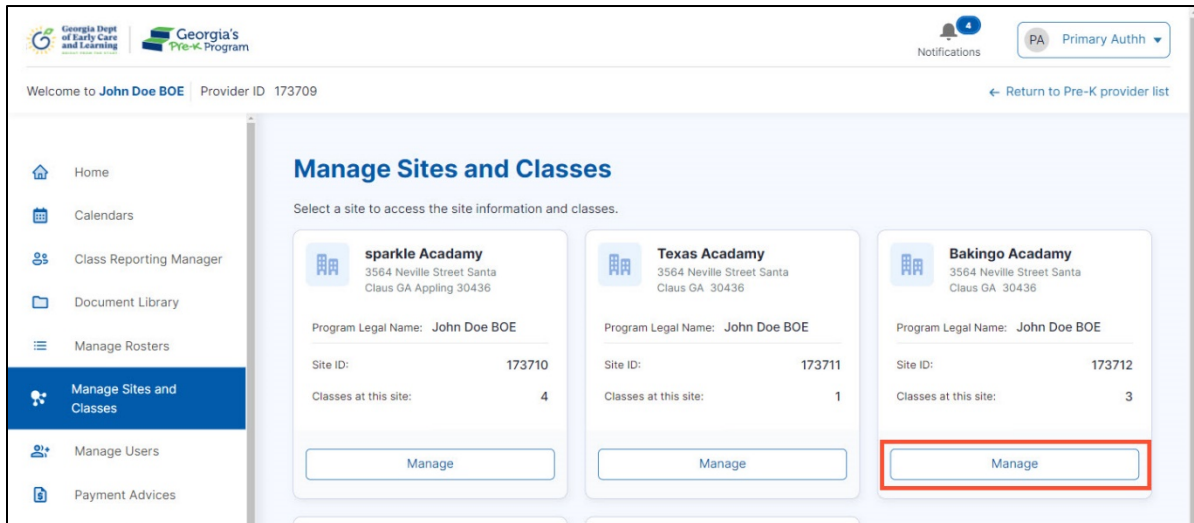 Georgia Dept
of Early Care
and Learning
Georgia's
Pre-K Program
4
Notifications
PA Primary Authh
Welcome to John Doe BOE Provider ID 173709
← Return to Pre-K provider list
Home
Calendars
Class Reporting Manager
Document Library
Manage Rosters
Manage Sites and
Classes
Manage Users
Payment Advices
Manage Sites and Classes
Select a site to access the site information and classes.
sparkle Acadamy
3564 Neville Street Santa
Claus GA Appling 30436
Program Legal Name: John Doe BOE
Site ID: 173710
Classes at this site: 4
Manage
Texas Acadamy
3564 Neville Street Santa
Claus GA 30436
Program Legal Name: John Doe BOE
Site ID: 173711
Classes at this site: 1
Manage
Bakingo Acadamy
3564 Neville Street Santa
Claus GA 30436
Program Legal Name: John Doe BOE
Site ID: 173712
Classes at this site: 3
Manage